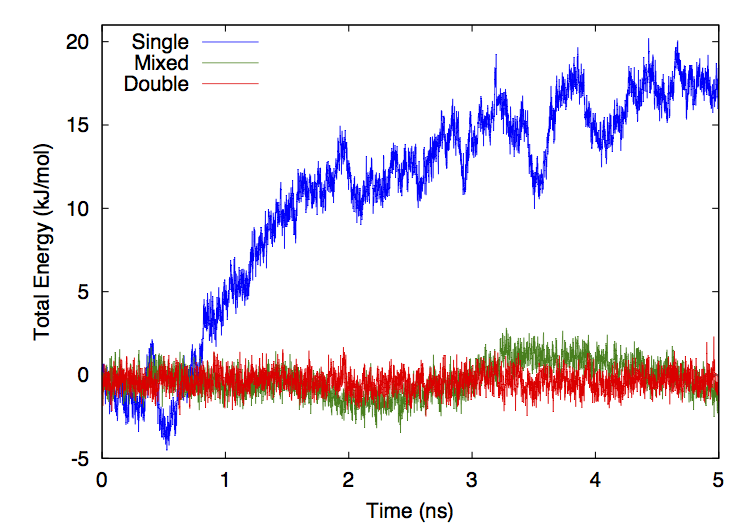 20
15
10
5
0
-5
Total Energy (kJ/mol)
Single
Mixed
Double
0 1 2 3 4 5
Time (ns)